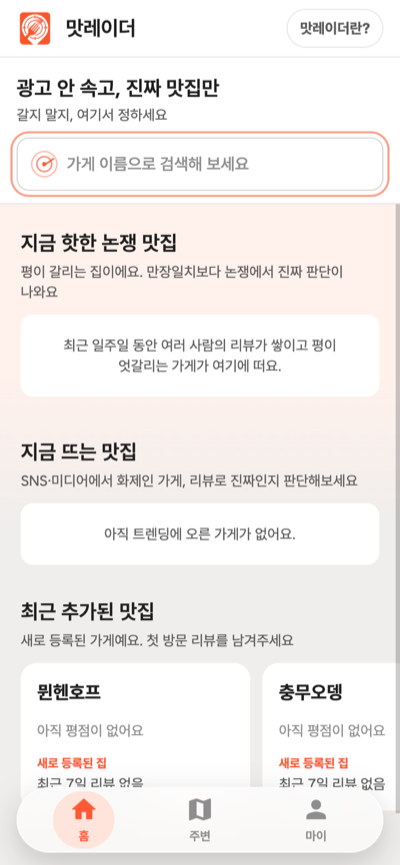 맛레이더
맛레이더란?
광고 안 속고, 진짜 맛집만
갈지 말지, 여기서 정하세요
가게 이름으로 검색해 보세요
지금 핫한 논쟁 맛집
평이 갈리는 집이에요. 만장일치보다 논쟁에서 진짜 판단이
나와요
최근 일주일 동안 여러 사람의 리뷰가 쌓이고 평이
엇갈리는 가게가 여기에 떠요.
지금 뜨는 맛집
SNS·미디어에서 화제인 가게, 리뷰로 진짜인지 판단해보세요
아직 트렌딩에 오른 가게가 없어요.
최근 추가된 맛집
새로 등록된 가게예요. 첫 방문 리뷰를 남겨주세요
뮌헨호프
아직 평점이 없어요
새로 등록된 집
최근 7일 리뷰 없음
충무오뎅
아직 평점이 없어요
새로 등록된 집
최근 7일 리뷰 없음
홈
주변
마이